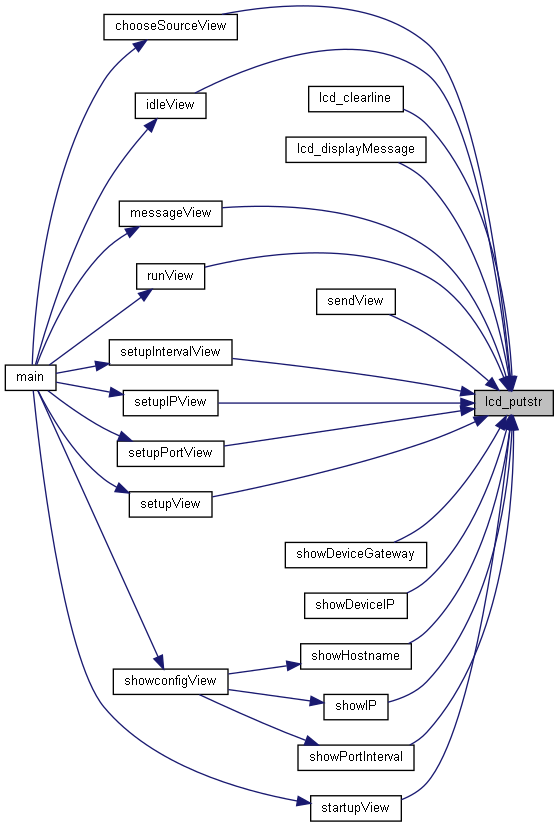 chooseSourceView
idleView
lcd_clearline
lcd_displayMessage
messageView
runView
sendView
setupIntervalView
main
setupIPView
lcd_putstr
setupPortView
setupView
showDeviceGateway
showDeviceIP
showHostname
showconfigView
showIP
showPortInterval
startupView